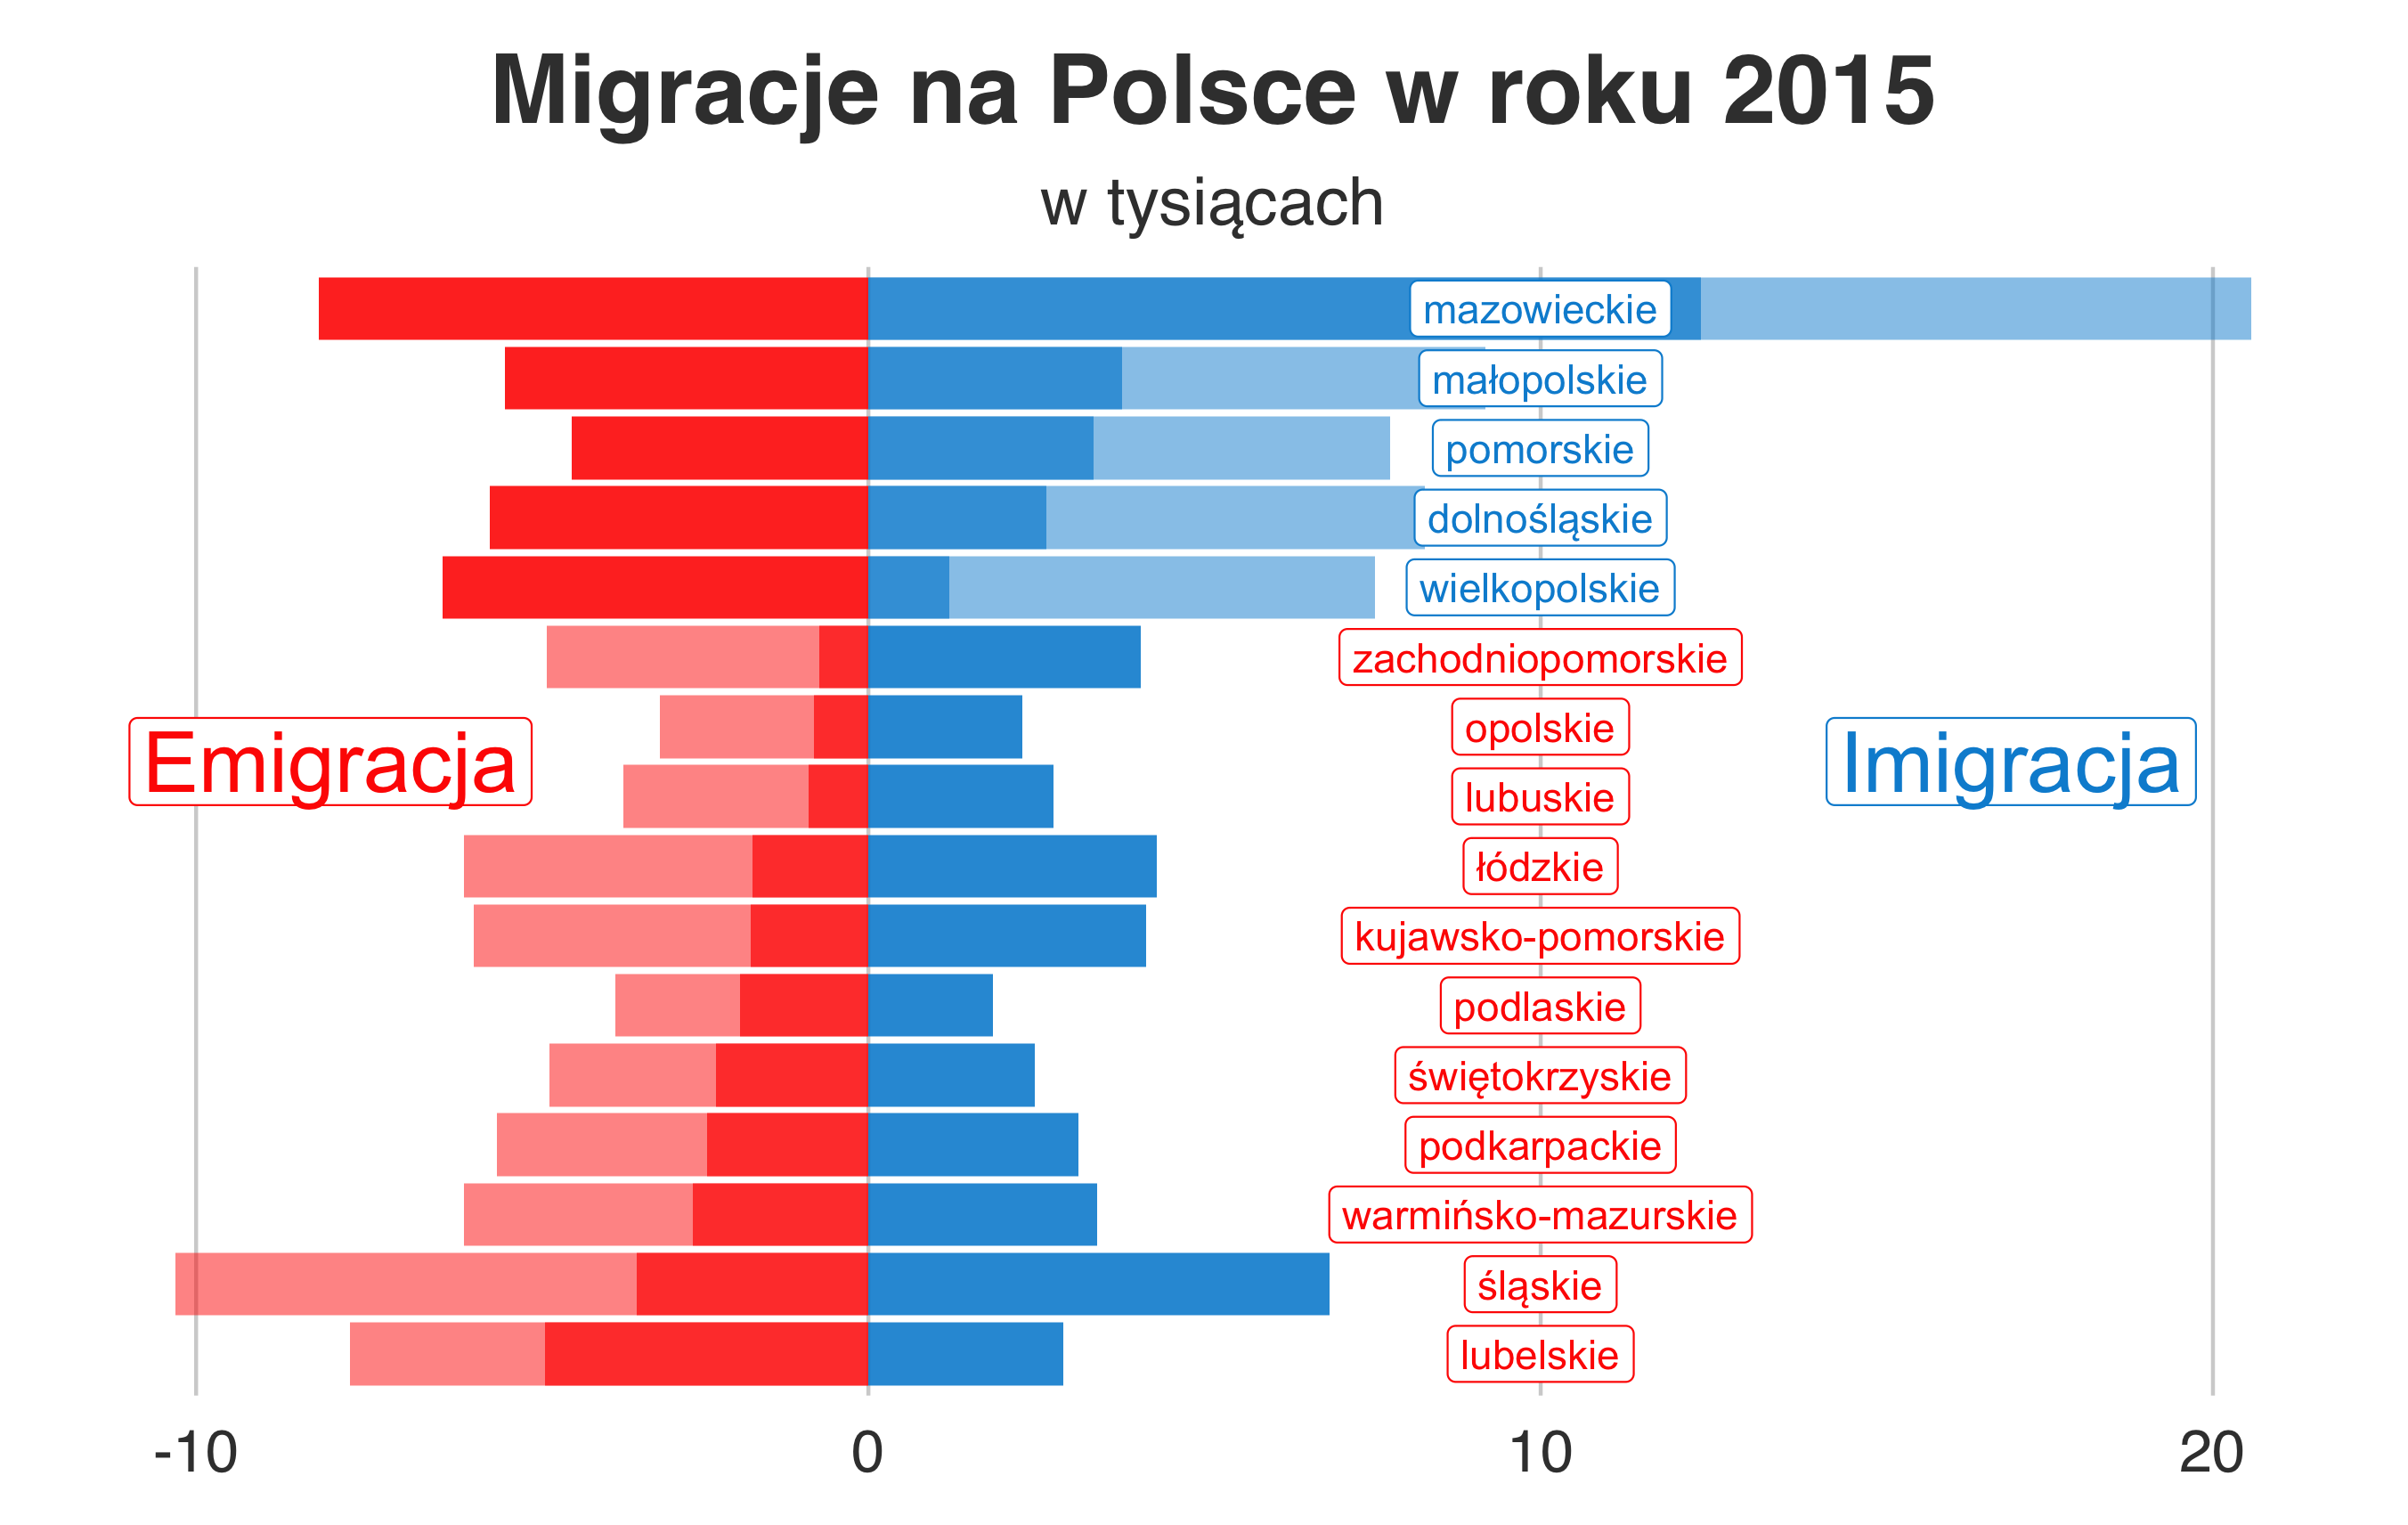 Migracje na Polsce w roku 2015
w tysiącach
mazowieckie
małopolskie
pomorskie
dolnośląskie
wielkopolskie
zachodniopomorskie
opolskie
Emigracja
Imigracja
lubuskie
łódzkie
kujawsko-pomorskie
podlaskie
świętokrzyskie
podkarpackie
warmińsko-mazurskie
śląskie
lubelskie
-10 0 10 20